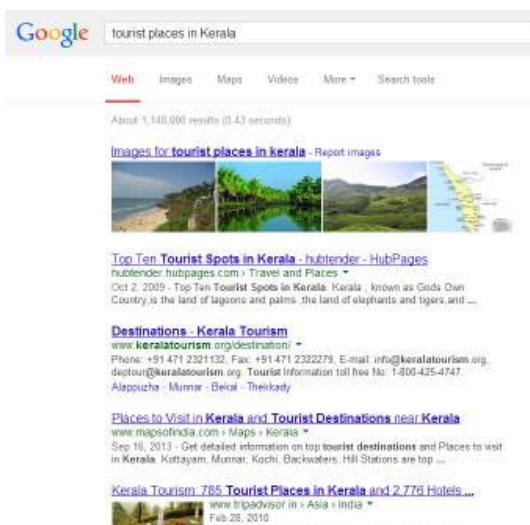 Google tourist places in Kerala
Web Images Maps Videos More Search tools
About 1,140,000 results (0.43 seconds)
Images for tourist places in kerala - Report images
Top Ten Tourist Spots in Kerala - hubtender - HubPages
hubtender.hubpages.com › Travel and Places
Oct 2, 2009 - Top Ten Tourist Spots in Kerala. Kerala , known as Gods Own
Country,is the land of lagoons and palms ,the land of elephants and tigers,and ...
Destinations - Kerala Tourism
www.keralatourism.org/destination/
Phone: +91 471 2321132, Fax: +91 471 2322279, E-mail: info@keralatourism.org,
deptour@keralatourism.org. Tourist Information toll free No: 1-800-425-4747.
Alappuzha - Munnar - Bekal - Thekkady
Places to Visit in Kerala and Tourist Destinations near Kerala
www.mapsofindia.com › Maps › Kerala
Sep 16, 2013 - Get detailed information on top tourist destinations and Places to visit
in Kerala. Kottayam, Munnar, Kochi, Backwaters, Hill Stations are top ...
Kerala Tourism: 785 Tourist Places in Kerala and 2,776 Hotels ...
www.tripadvisor.in › Asia › India
Feb 28, 2010